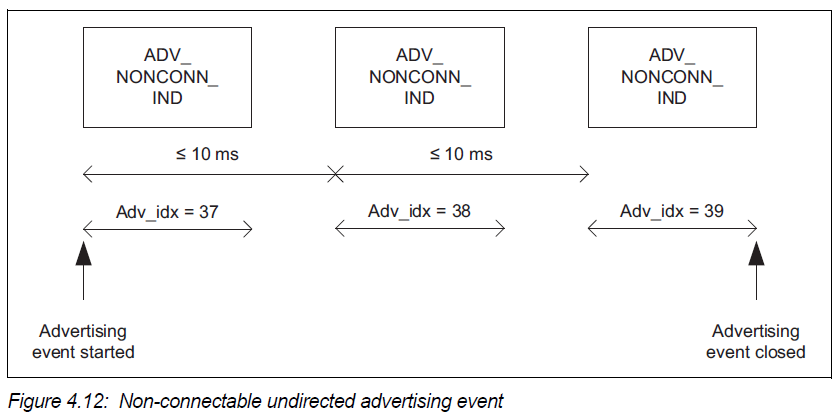 ADV_
NONCONN_
IND
ADV_
NONCONN_
IND
ADV_
NONCONN_
IND
≤ 10 ms
≤ 10 ms
Adv_idx = 37
Adv_idx = 38
Adv_idx = 39
Advertising
event started
Advertising
event closed
Figure 4.12: Non-connectable undirected advertising event